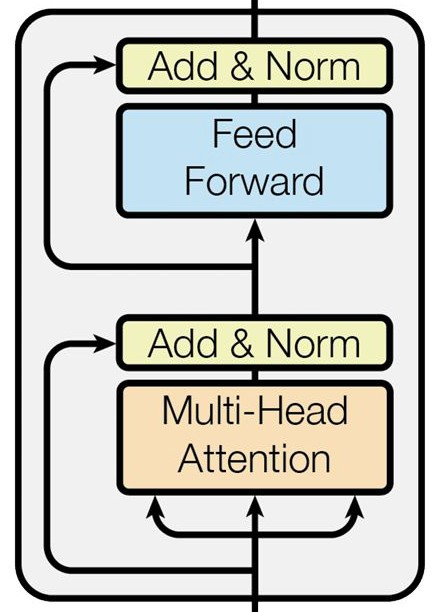 Add & Norm
Feed
Forward
Add & Norm
Multi-Head
Attention